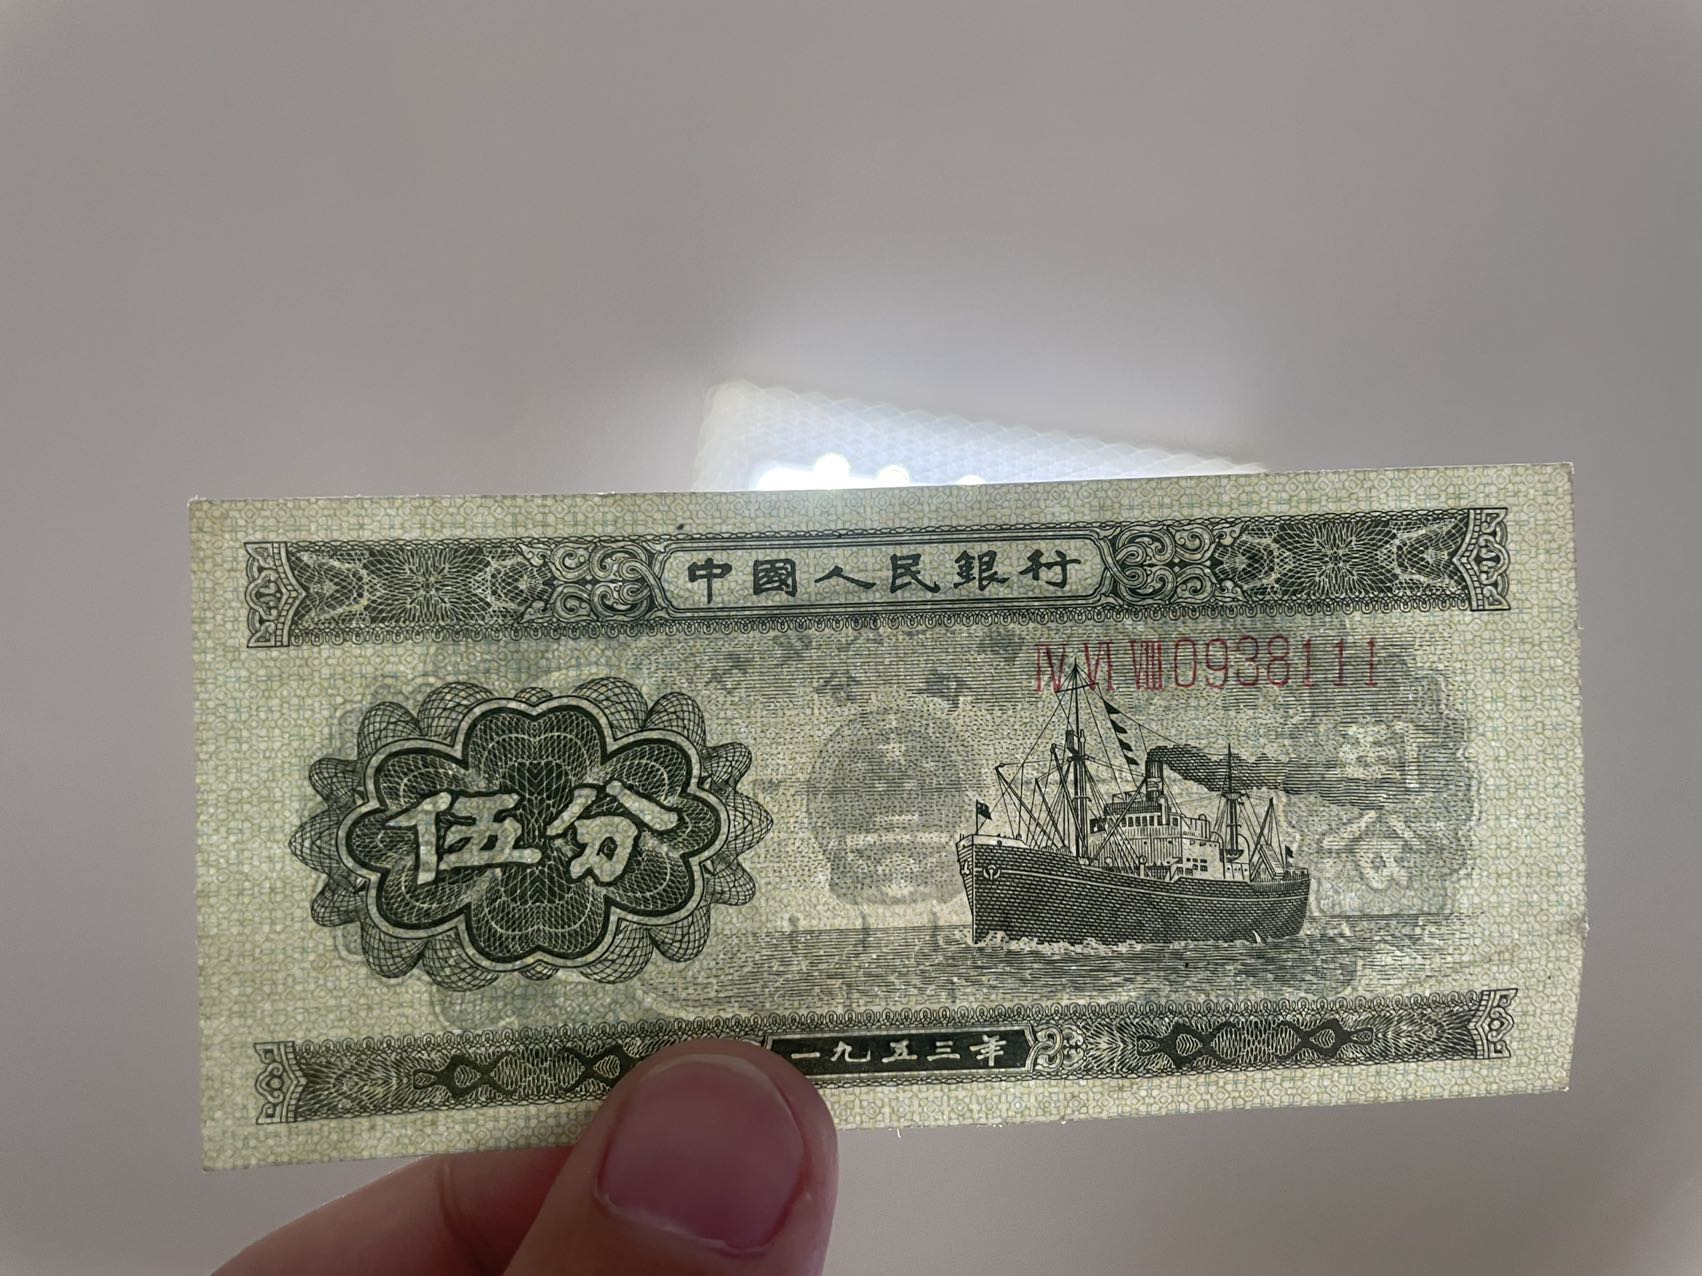 中國人民銀行
Ⅳ Ⅵ Ⅷ 0938111
伍分
一九五三年